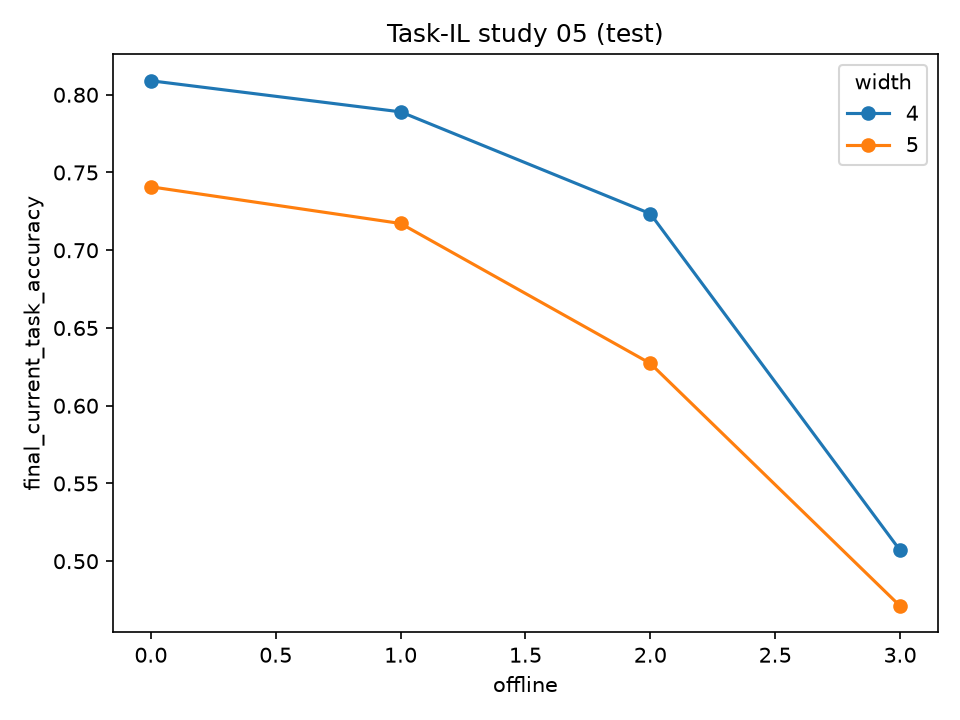 Task-IL study 05 (test)
width
4
5
final_current_task_accuracy
0.80
0.75
0.70
0.65
0.60
0.55
0.50
0.0 0.5 1.0 1.5 2.0 2.5 3.0
offline